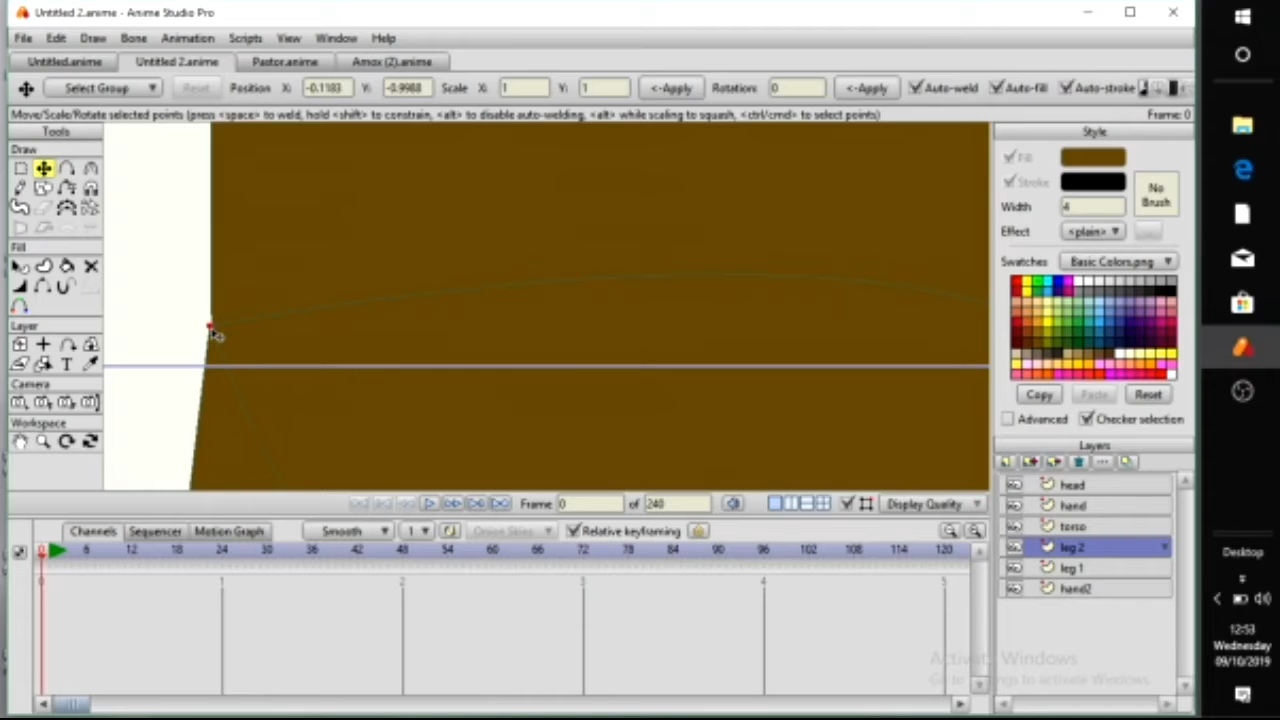 Untitled 2.anime - Anime Studio Pro
File Edit Draw Bone Animation Scripts View Window Help
Untitled.anime Untitled 2.anime Pastor.anime Amox (2).anime
Select Group Reset Position X: -0.1183 Y: -0.9988 Scale X: 1 Y: 1 <-Apply Rotations 0 <-Apply Auto-weld Auto-fill Auto-stroke
Move/Scale/Rotate selected points (press <space> to weld, hold <shift> to constrain, <alt> to disable auto-welding, <alt> while scaling to squash, <ctrl/cmd> to select points) Frame: 0
Tools
Draw
Fill
Layer
Camera
Workspace
Style
Fill
Stroke
No Brush
Width 4
Effect <plain> ...
Swatches Basic Colors.png
Copy Paste Reset
Advanced Checker selection
Layers
head
hand
torso
leg 2
leg 1
hand2
Frame 0 of 240 Display Quality
Channels Sequencer Motion Graph Smooth 1 Onion Skins Relative keyframing
0 6 12 18 24 30 36 42 48 54 60 66 72 78 84 90 96 102 108 114 120
0 1 2 3 4 5
Activate Windows
Go to Settings to activate Windows.
Desktop
12:53
Wednesday
09/10/2019